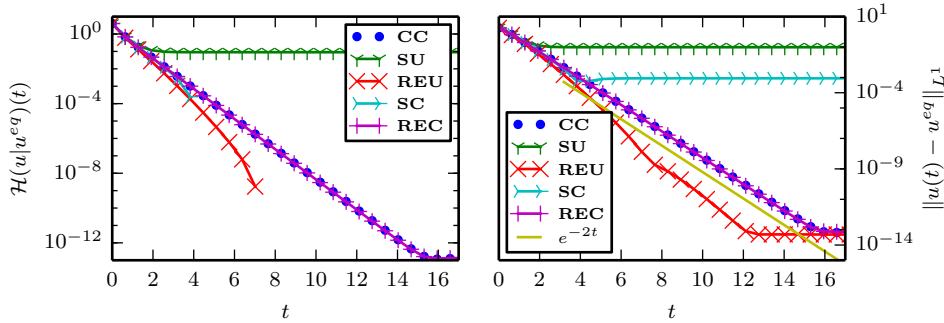 10^0
10^{-4}
10^{-8}
10^{-12}
\mathcal{H}(u|u^{eq})(t)
CC
SU
REU
SC
REC
0 2 4 6 8 10 12 14 16
t
10^1
10^{-4}
10^{-9}
10^{-14}
||u(t) − u^{eq}||_{L^1}
CC
SU
REU
SC
REC
e^{−2t}
0 2 4 6 8 10 12 14 16
t